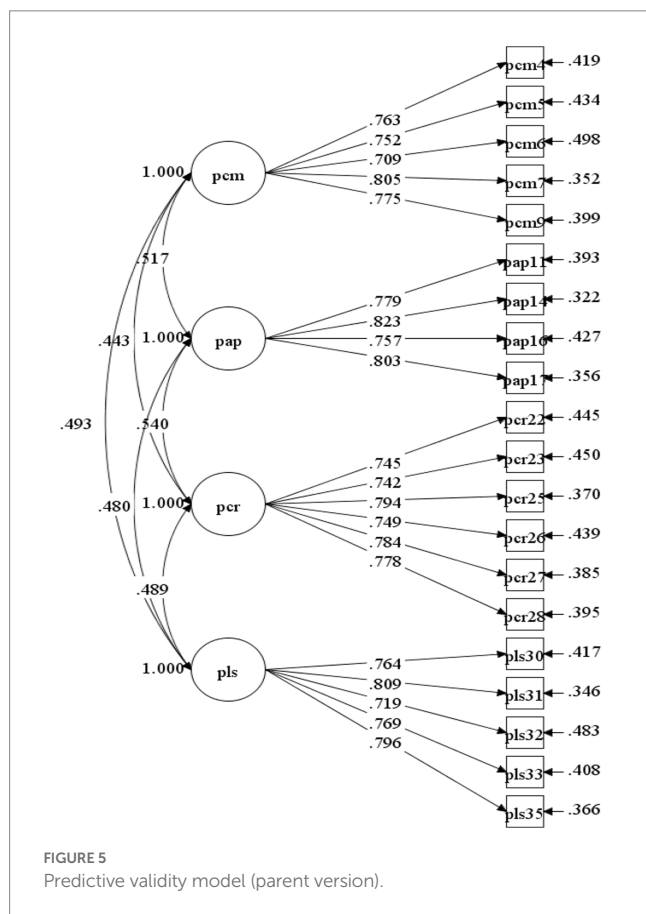 pcm4 .419
.763
pcm5 .434
.752
pcm6 .498
.709
1.000 pcm
.805
pcm7 .352
.775
pcm9 .399
.517
pap11 .393
.779
pap14 .322
.823
.443 1.000 pap
.757
pap16 .427
.803
pap17 .356
.493 .540
pcr22 .445
.745
pcr23 .450
.742
.794
pcr25 .370
.480 1.000 pcr
.749
pcr26 .439
.784
pcr27 .385
.778
.489
pcr28 .395
pls30 .417
.764
1.000 pls
.809
pls31 .346
.719
pls32 .483
.769
.796
pls33 .408
pls35 .366
FIGURE 5
Predictive validity model (parent version).